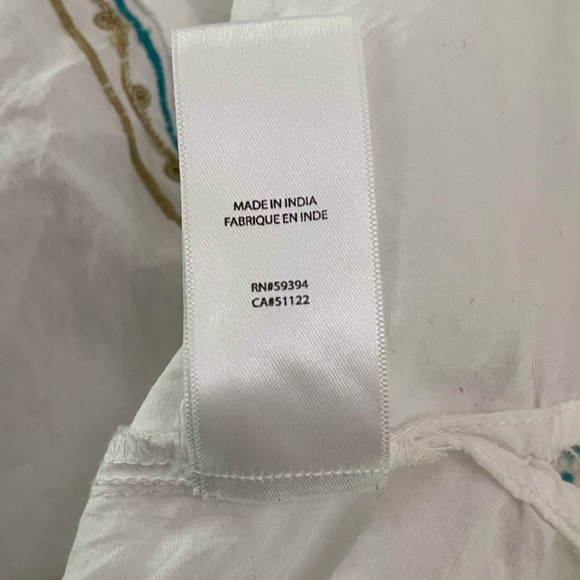 MADE IN INDIA
FABRIQUE EN INDE
RN#59394
CA#51122